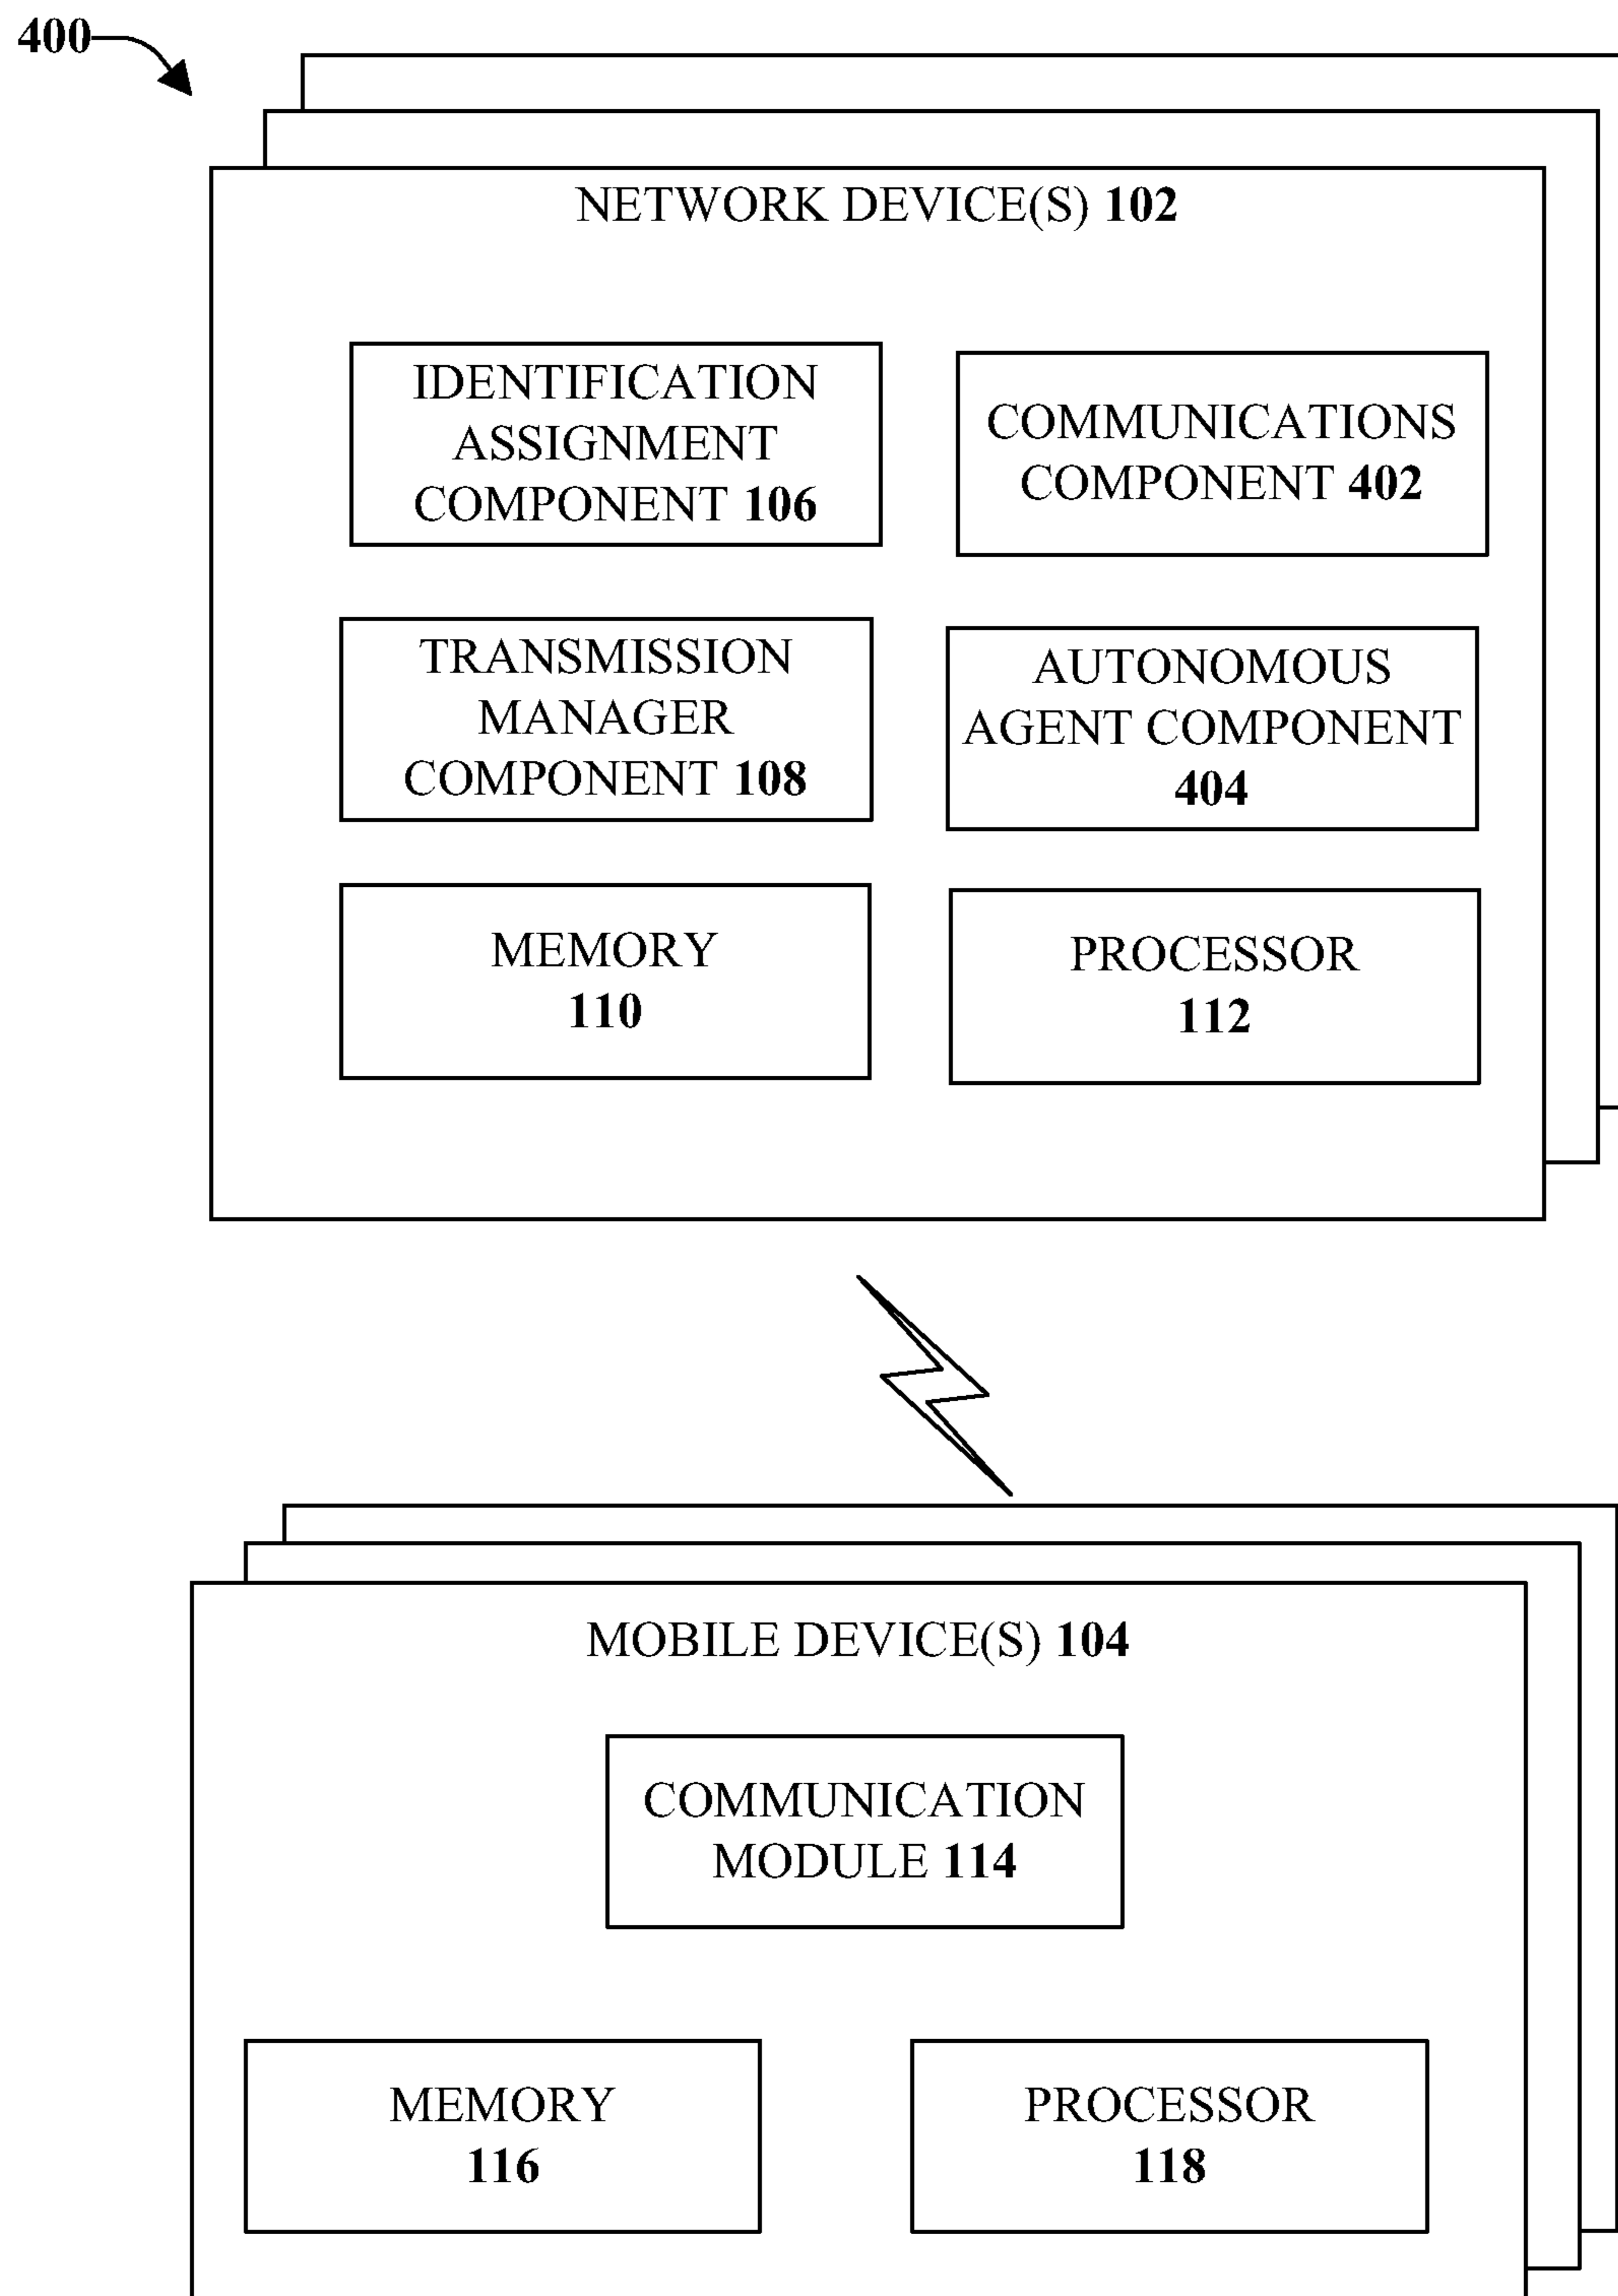 400
NETWORK DEVICE(S) 102
IDENTIFICATION
ASSIGNMENT
COMPONENT 106
COMMUNICATIONS
COMPONENT 402
TRANSMISSION
MANAGER
COMPONENT 108
AUTONOMOUS
AGENT COMPONENT
404
MEMORY
110
PROCESSOR
112
MOBILE DEVICE(S) 104
COMMUNICATION
MODULE 114
MEMORY
116
PROCESSOR
118